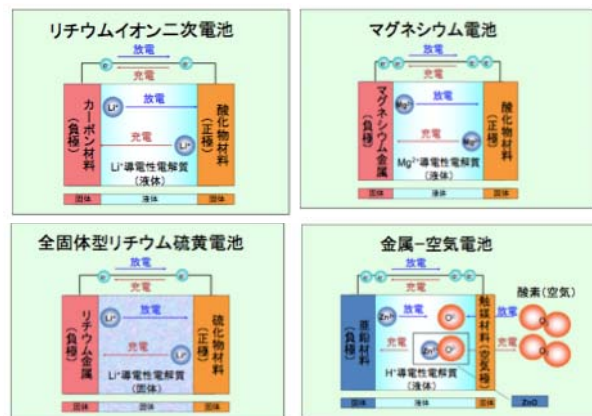 リチウムイオン二次電池
放電
e⁻ e⁻
充電
e⁻ e⁻
カーボン材料
(負極)
Li⁺
放電
充電
Li⁺
酸化物材料
(正極)
Li⁺導電性電解質
(液体)
固体 液体 固体
マグネシウム電池
放電
e⁻ e⁻
充電
e⁻ e⁻
マグネシウム金属
(負極)
Mg²⁺
放電
充電
Mg²⁺
酸化物材料
(正極)
Mg²⁺導電性電解質
(液体)
固体 液体 固体
全固体型リチウム硫黄電池
放電
e⁻ e⁻
充電
e⁻ e⁻
リチウム金属
(負極)
Li⁺
放電
充電
Li⁺
硫化物材料
(正極)
Li⁺導電性電解質
(固体)
固体 固体 固体
金属-空気電池
放電
e⁻ e⁻
充電
e⁻ e⁻
酸素(空気)
亜鉛材料
(負極)
Zn²⁺
放電
O²⁻
触媒材料(空気極)
放電
O
O
充電
Zn²⁺
O²⁻
充電
O
O
H⁺導電性電解質
(液体)
固体 液体 固体
ZnO